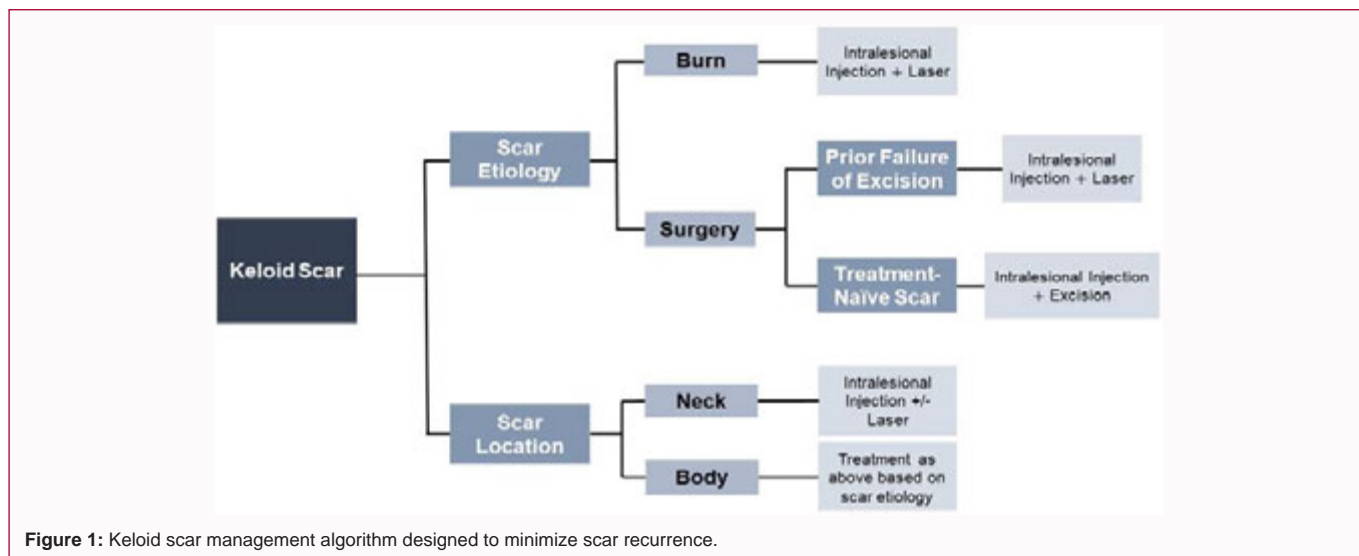 Keloid Scar
Scar
Etiology
Burn
Intralesional
Injection + Laser
Surgery
Prior Failure
of Excision
Intralesional
Injection + Laser
Treatment-
Naïve Scar
Intralesional Injection
+ Excision
Scar
Location
Neck
Intralesional
Injection +/-
Laser
Body
Treatment as
above based on
scar etiology
Figure 1: Keloid scar management algorithm designed to minimize scar recurrence.